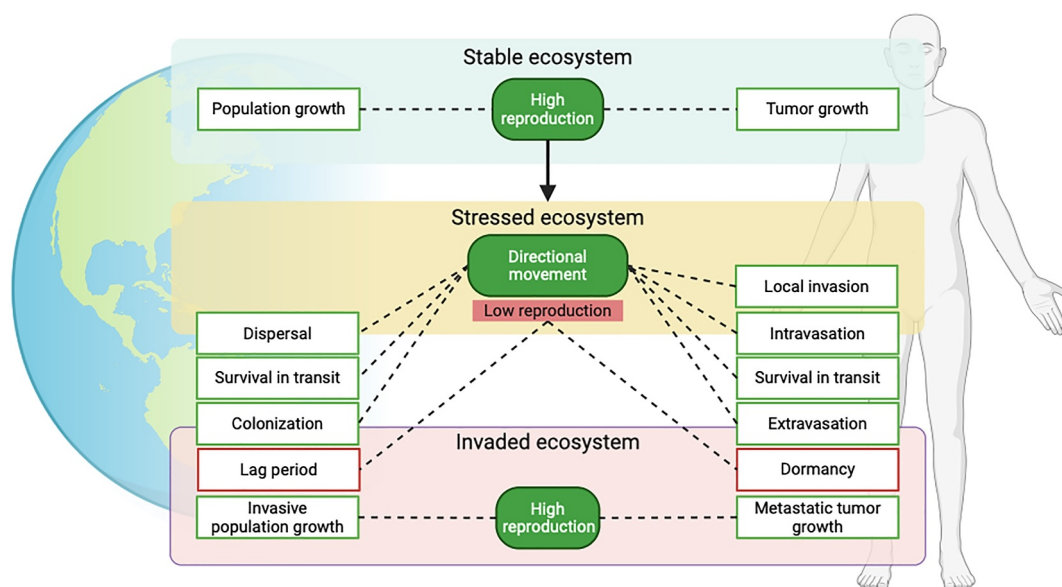 Stable ecosystem
Population growth
High
reproduction
Tumor growth
Stressed ecosystem
Directional
movement
Low reproduction
Local invasion
Dispersal
Intravasation
Survival in transit
Survival in transit
Colonization
Extravasation
Invaded ecosystem
Lag period
Dormancy
Invasive
population growth
High
reproduction
Metastatic tumor
growth